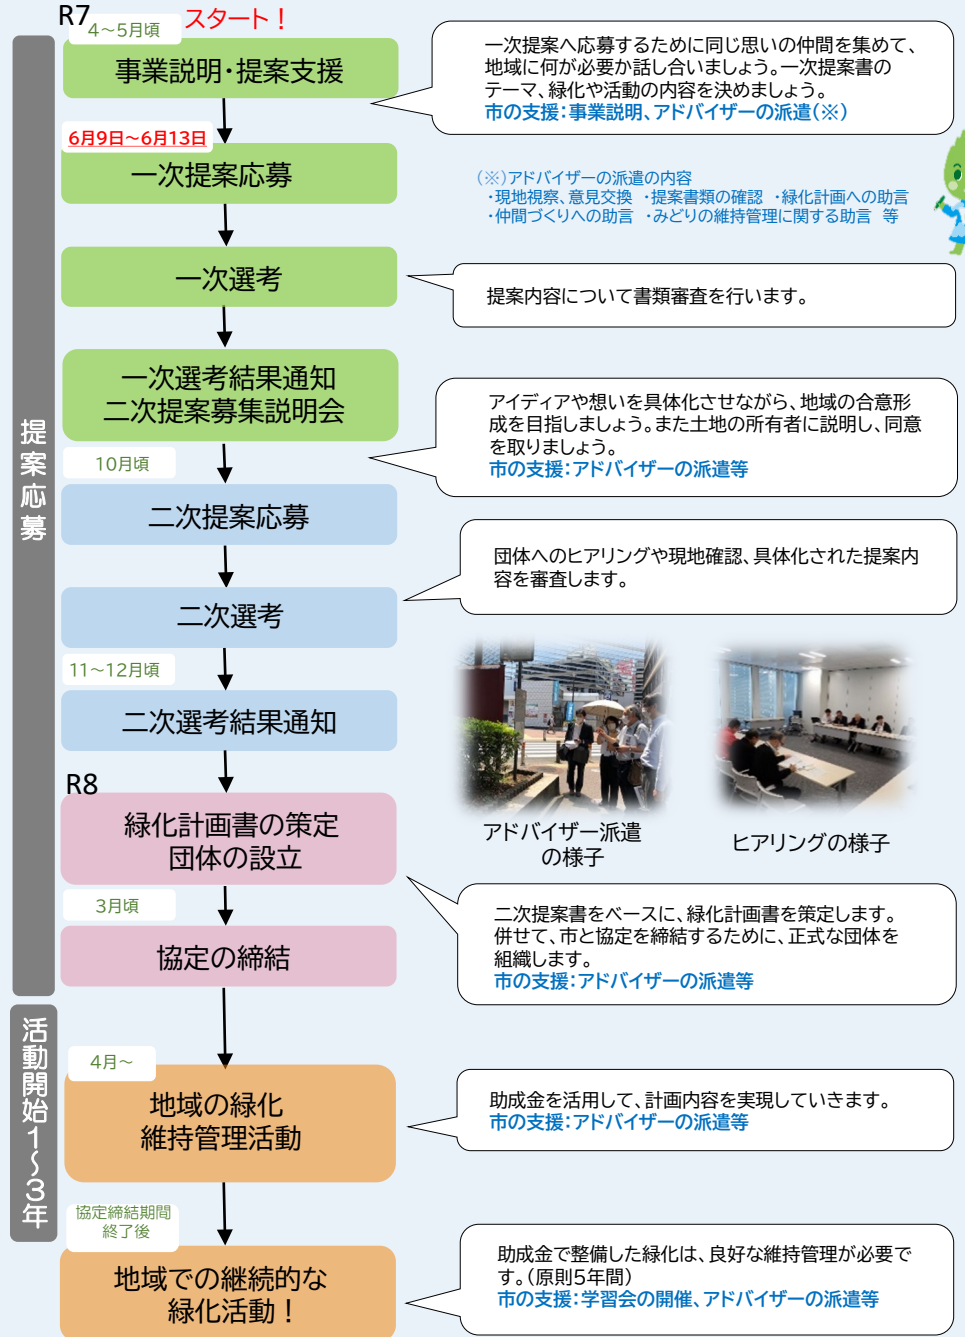 R7
スタート！
4～5月頃
事業説明・提案支援
一次提案へ応募するために同じ思いの仲間を集めて、
地域に何が必要か話し合いましょう。一次提案書の
テーマ、緑化や活動の内容を決めましょう。
市の支援：事業説明、アドバイザーの派遣（※）
6月9日～6月13日
一次提案応募
（※）アドバイザーの派遣の内容
・現地視察、意見交換 ・提案書類の確認 ・緑化計画への助言
・仲間づくりへの助言 ・みどりの維持管理に関する助言 等
一次選考
提案内容について書類審査を行います。
一次選考結果通知
二次提案募集説明会
アイディアや想いを具体化させながら、地域の合意形
成を目指しましょう。また土地の所有者に説明し、同意
を取りましょう。
市の支援：アドバイザーの派遣等
提案応募
10月頃
二次提案応募
団体へのヒアリングや現地確認、具体化された提案内
容を審査します。
二次選考
11～12月頃
二次選考結果通知
アドバイザー派遣
の様子
ヒアリングの様子
R8
緑化計画書の策定
団体の設立
二次提案書をベースに、緑化計画書を策定します。
併せて、市と協定を締結するために、正式な団体を
組織します。
市の支援：アドバイザーの派遣等
3月頃
協定の締結
活動開始1～3年
4月～
地域の緑化
維持管理活動
助成金を活用して、計画内容を実現していきます。
市の支援：アドバイザーの派遣等
協定締結期間
終了後
地域での継続的な
緑化活動！
助成金で整備した緑化は、良好な維持管理が必要で
す。（原則5年間）
市の支援：学習会の開催、アドバイザーの派遣等